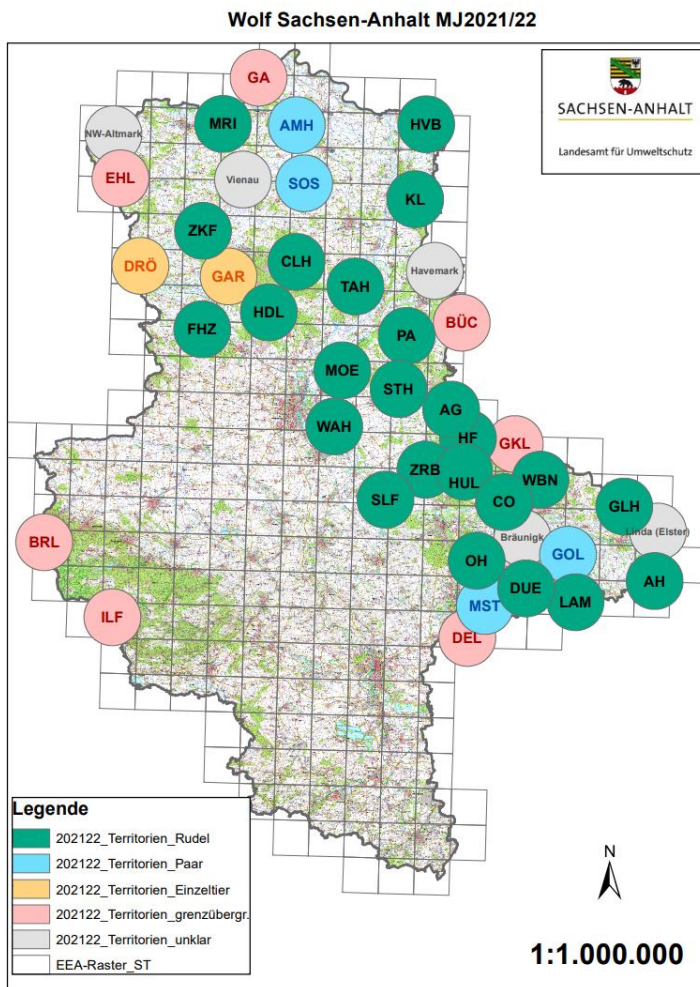 Wolf Sachsen-Anhalt MJ2021/22
SACHSEN-ANHALT
Landesamt für Umweltschutz
GA
MRI
AMH
HVB
NW-Altmark
EHL
Vienau
SOS
KL
ZKF
DRÖ
GAR
CLH
TAH
Havemark
HDL
FHZ
PA
BÜC
MOE
STH
WAH
AG
HF
GKL
ZRB
HUL
WBN
SLF
CO
GLH
BRL
Bräunigk
Linda (Elster)
OH
GOL
DUE
AH
MST
LAM
ILF
DEL
Legende
202122_Territorien_Rudel
202122_Territorien_Paar
202122_Territorien_Einzeltier
202122_Territorien_grenzübergr.
202122_Territorien_unklar
EEA-Raster_ST
N
1:1.000.000